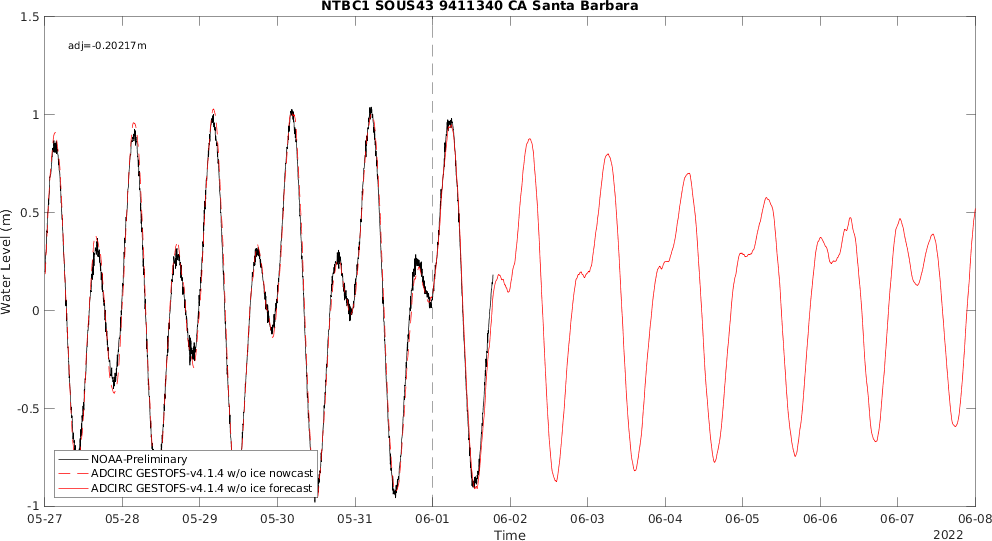 NTBC1 SOUS43 9411340 CA Santa Barbara
adj=-0.20217m
Water Level (m)
1.5
1
0.5
0
-0.5
-1
NOAA-Preliminary
ADCIRC GESTOFS-v4.1.4 w/o ice nowcast
ADCIRC GESTOFS-v4.1.4 w/o ice forecast
05-27 05-28 05-29 05-30 05-31 06-01 06-02 06-03 06-04 06-05 06-06 06-07 06-08
Time
2022